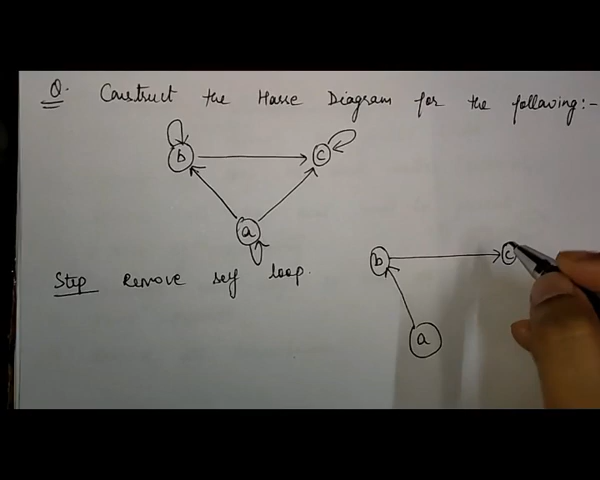 Q. Construct the Hasse Diagram for the following:-
b c
a
b c
Step Remove self loop.
a